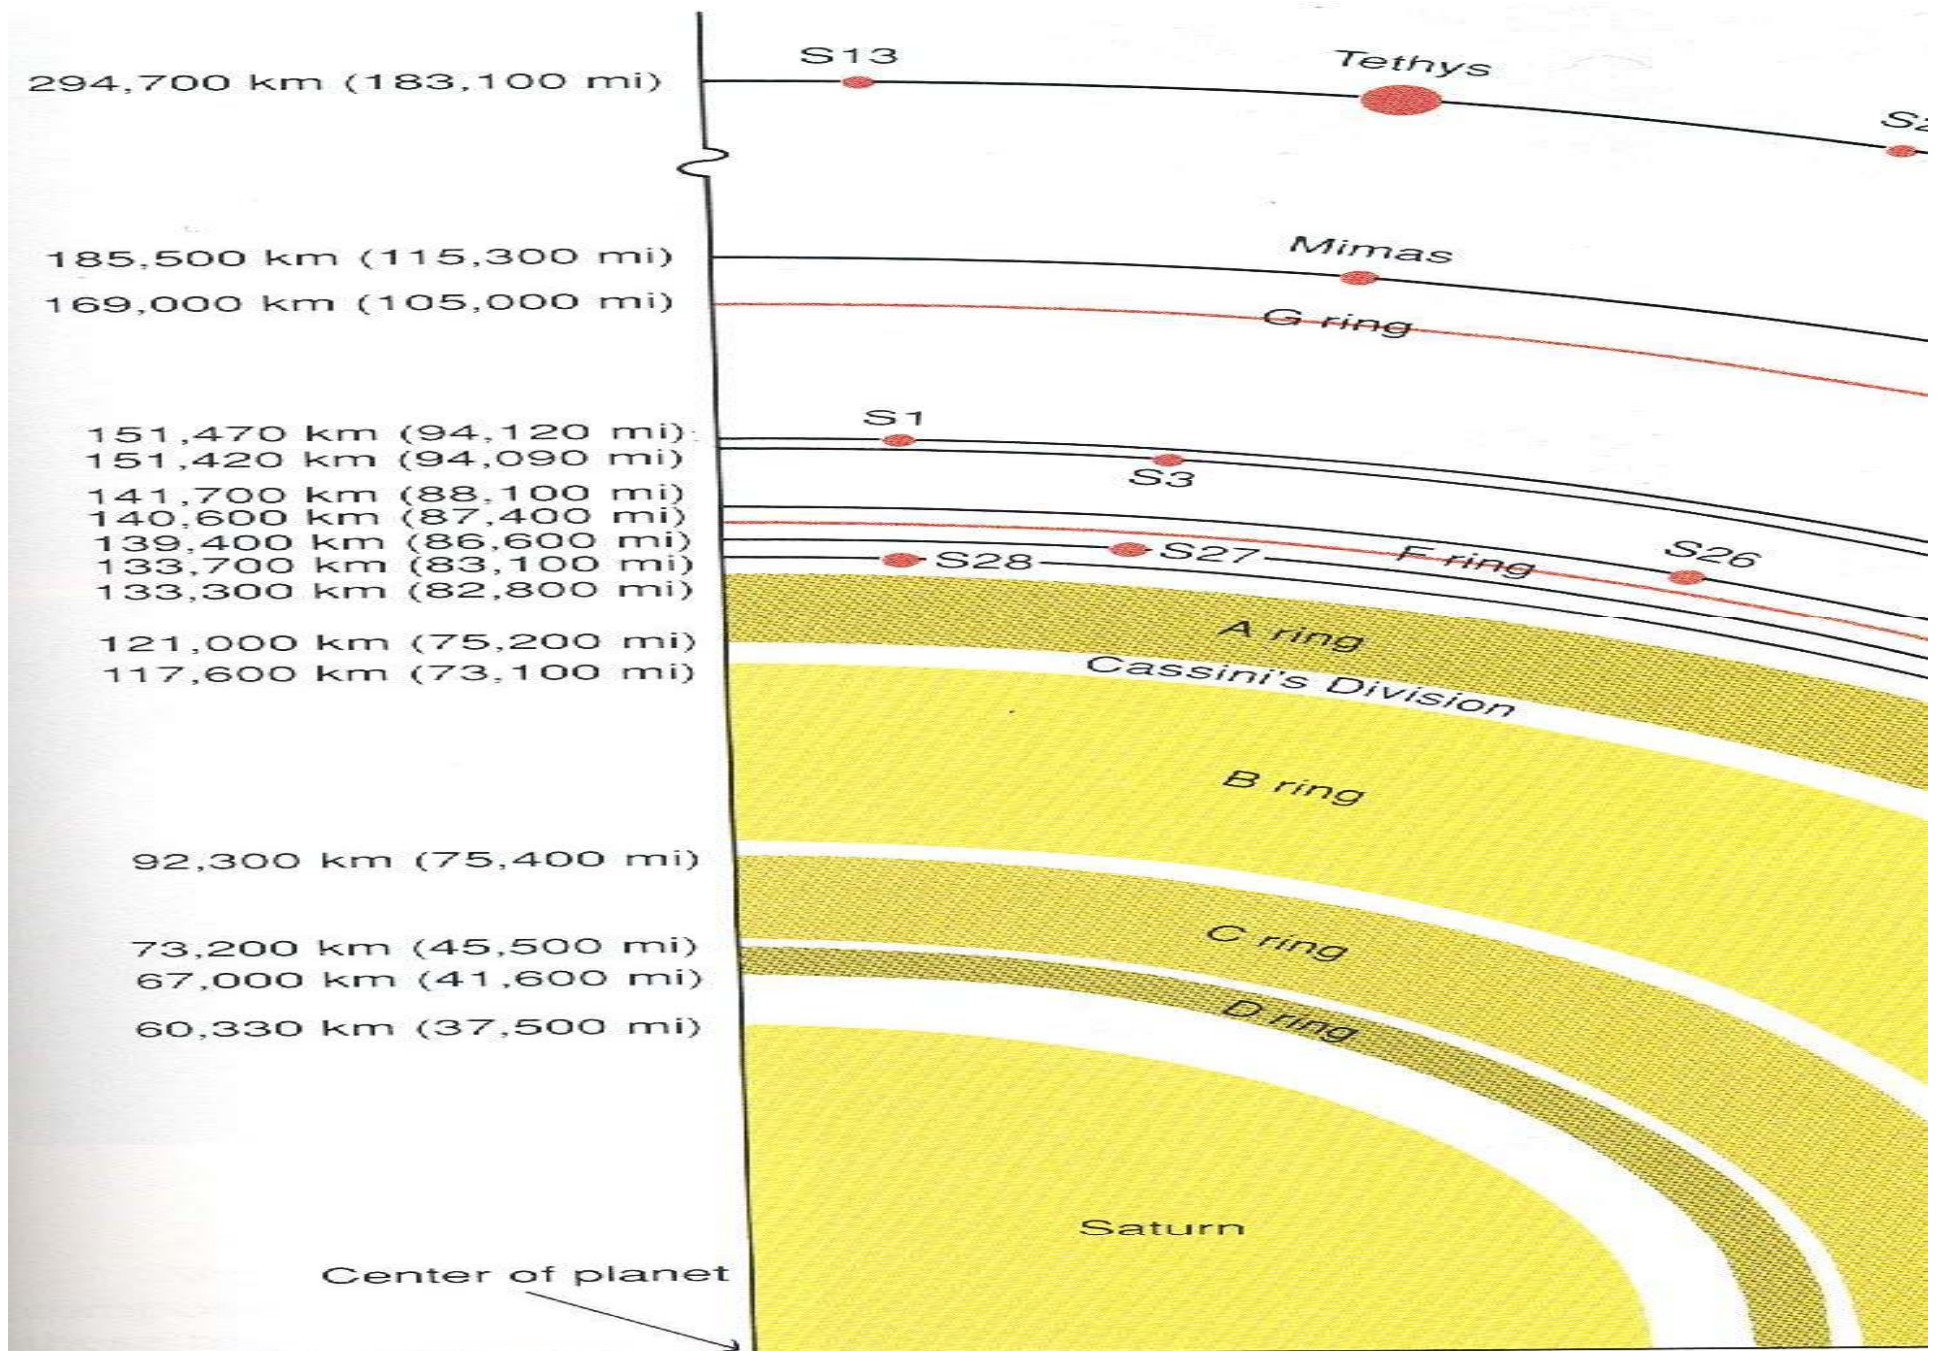 S13
Tethys
294,700 km (183,100 mi)
Mimas
185,500 km (115,300 mi)
169,000 km (105,000 mi)
G ring
S1
151,470 km (94,120 mi)
151,420 km (94,090 mi)
S3
141,700 km (88,100 mi)
140,600 km (87,400 mi)
139,400 km (86,600 mi)
S27
F ring
S26
133,700 km (83,100 mi)
S28
133,300 km (82,800 mi)
A ring
121,000 km (75,200 mi)
117,600 km (73,100 mi)
Cassini's Division
B ring
92,300 km (75,400 mi)
C ring
73,200 km (45,500 mi)
67,000 km (41,600 mi)
D ring
60,330 km (37,500 mi)
Saturn
Center of planet